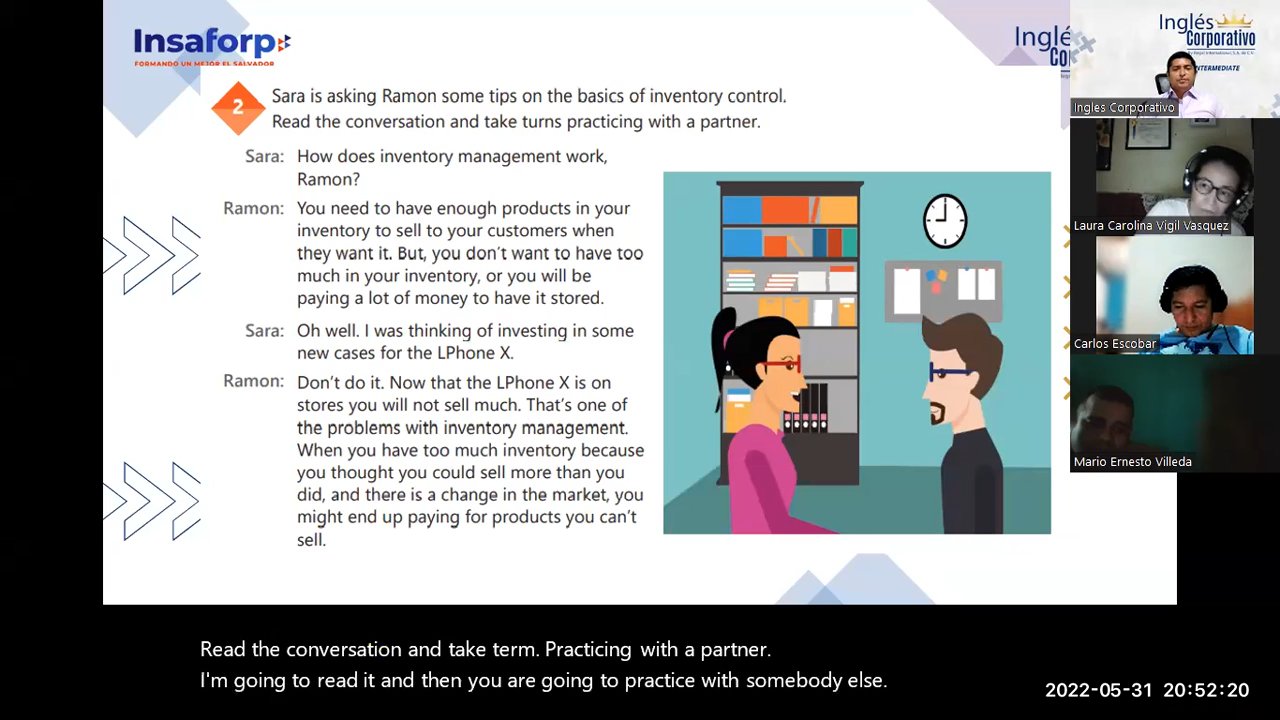 Insaforp
FORMANDO UN MEJOR EL SALVADOR
Inglés
Corporativo
INTERMEDIATE
Ingles Corporativo
2
Sara is asking Ramon some tips on the basics of inventory control.
Read the conversation and take turns practicing with a partner.
Sara: How does inventory management work,
Ramon?
Ramon: You need to have enough products in your
inventory to sell to your customers when
they want it. But, you don't want to have too
much in your inventory, or you will be
paying a lot of money to have it stored.
Sara: Oh well. I was thinking of investing in some
new cases for the LPhone X.
Ramon: Don't do it. Now that the LPhone X is on
stores you will not sell much. That's one of
the problems with inventory management.
When you have too much inventory because
you thought you could sell more than you
did, and there is a change in the market, you
might end up paying for products you can't
sell.
Laura Carolina Vigil Vasquez
Carlos Escobar
Mario Ernesto Villeda
Read the conversation and take term. Practicing with a partner.
I'm going to read it and then you are going to practice with somebody else.
2022-05-31 20:52:20